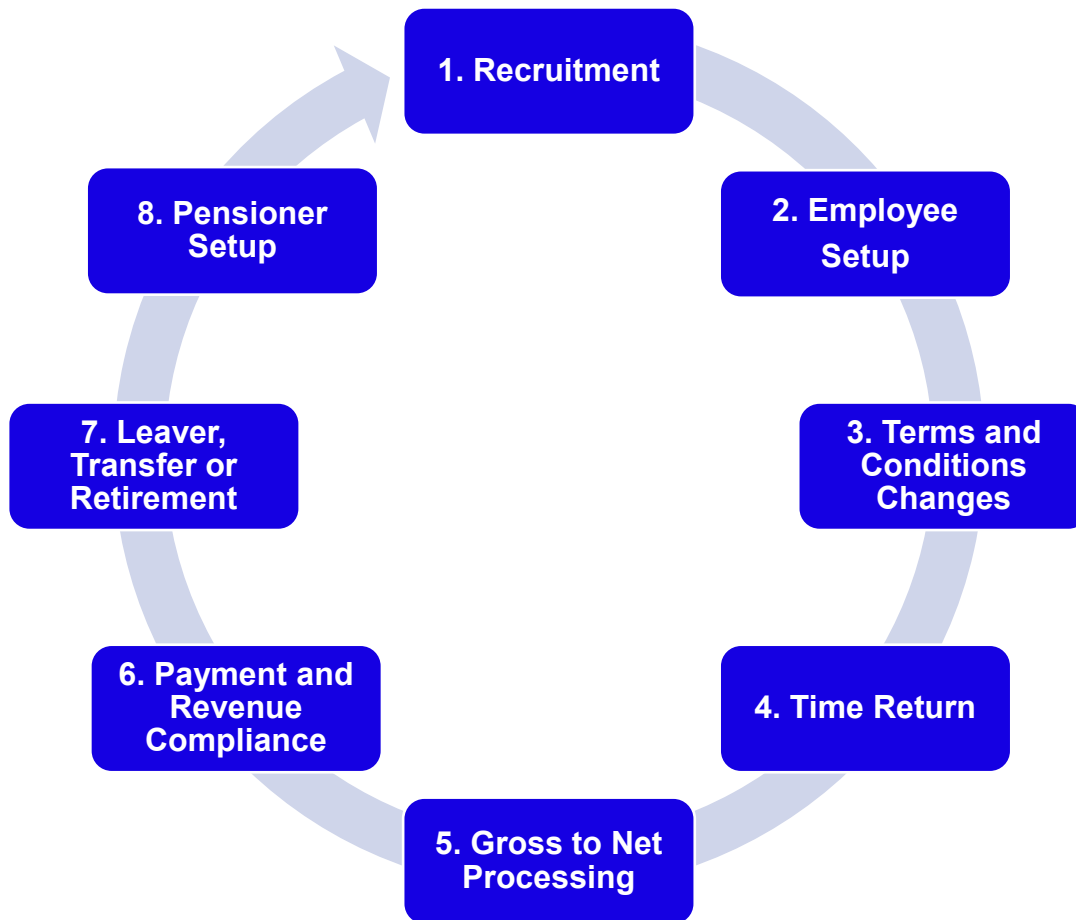 1. Recruitment
2. Employee
Setup
3. Terms and
Conditions
Changes
4. Time Return
5. Gross to Net
Processing
6. Payment and
Revenue
Compliance
7. Leaver,
Transfer or
Retirement
8. Pensioner
Setup